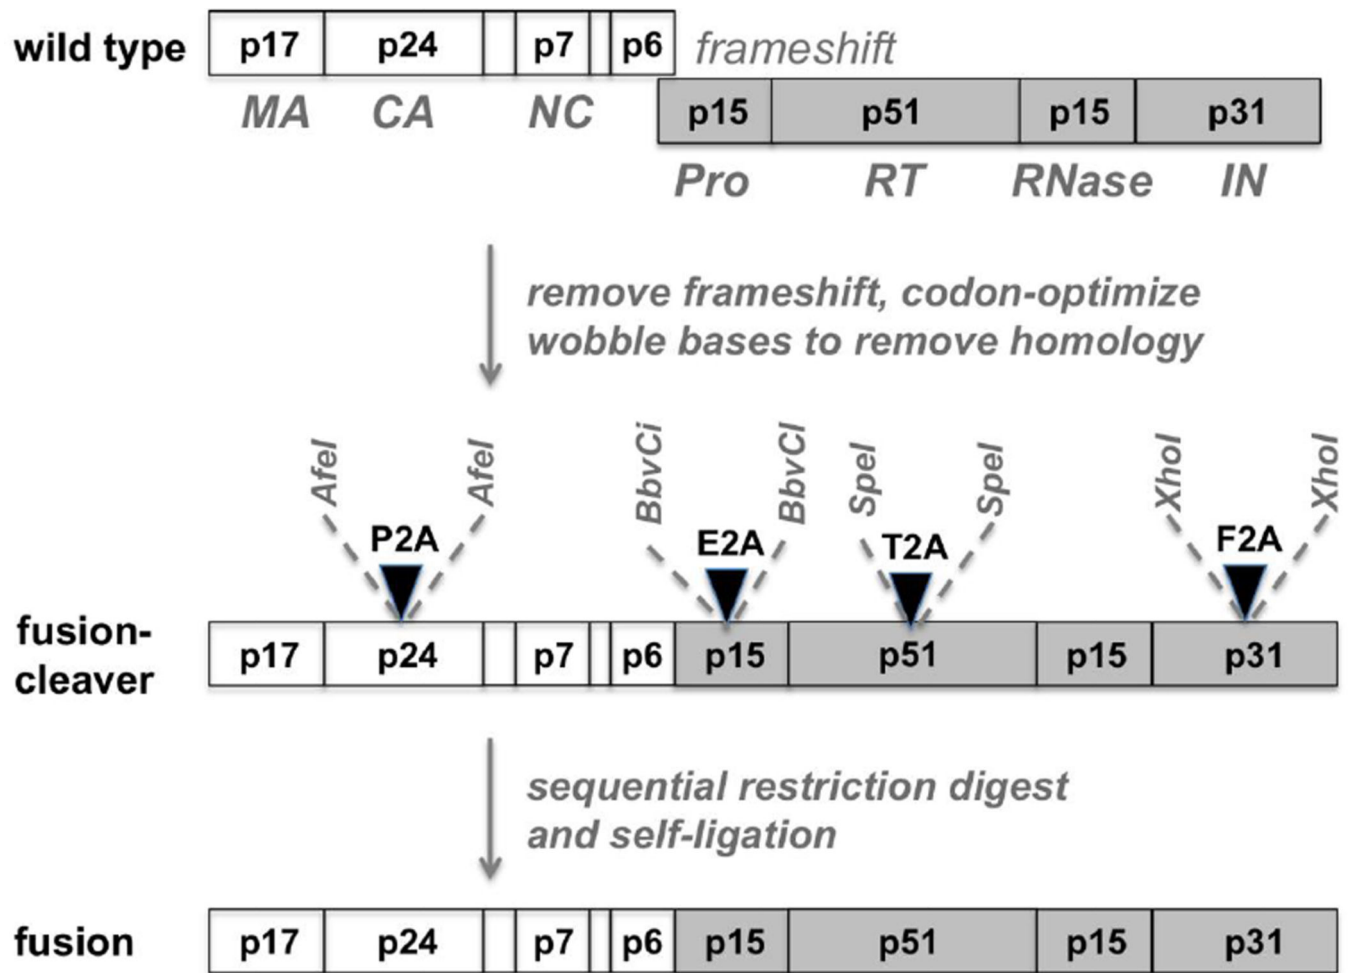 wild type p17 p24 p7 p6 frameshift
MA CA NC p15 p51 p15 p31
Pro RT RNase IN
remove frameshift, codon-optimize
wobble bases to remove homology
AfeI AfeI BbvCi BbvCI SpeI SpeI XhoI XhoI
P2A E2A T2A F2A
fusion-
cleaver
p17 p24 p7 p6 p15 p51 p15 p31
sequential restriction digest
and self-ligation
fusion p17 p24 p7 p6 p15 p51 p15 p31